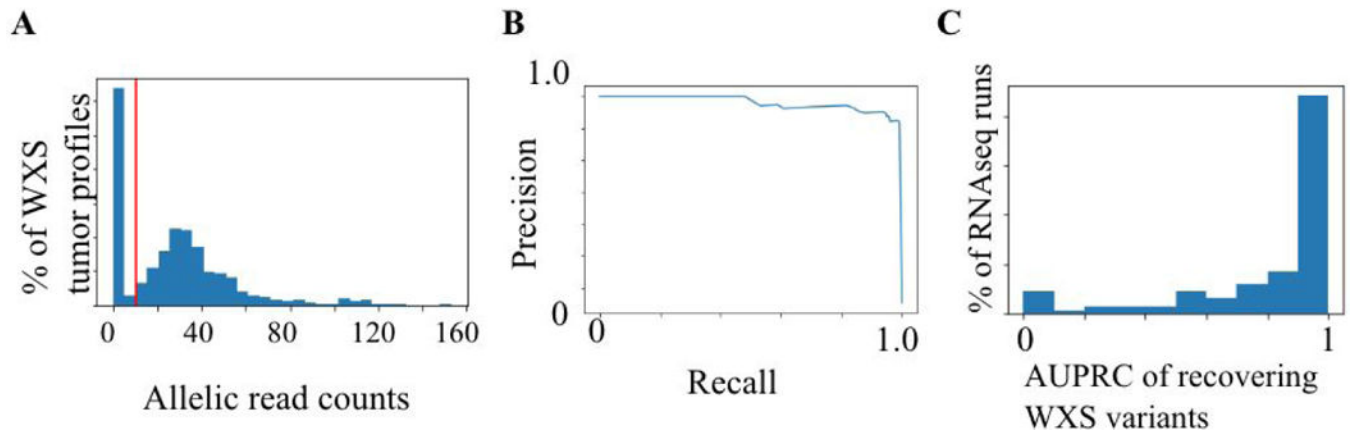 A
% of WXS
tumor profiles
0 40 80 120 160
Allelic read counts
B
1.0
Precision
0
0 1.0
Recall
C
% of RNAseq runs
0 1
AUPRC of recovering
WXS variants